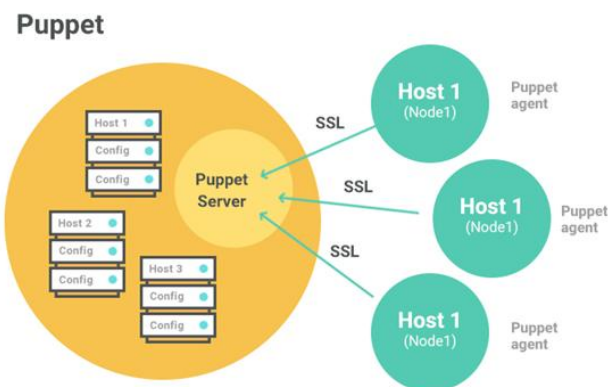 Puppet
Host 1
Config
Config
Host 2
Config
Config
Host 3
Config
Config
Puppet
Server
SSL
SSL
SSL
Host 1
(Node1)
Puppet
agent
Host 1
(Node1)
Puppet
agent
Host 1
(Node1)
Puppet
agent